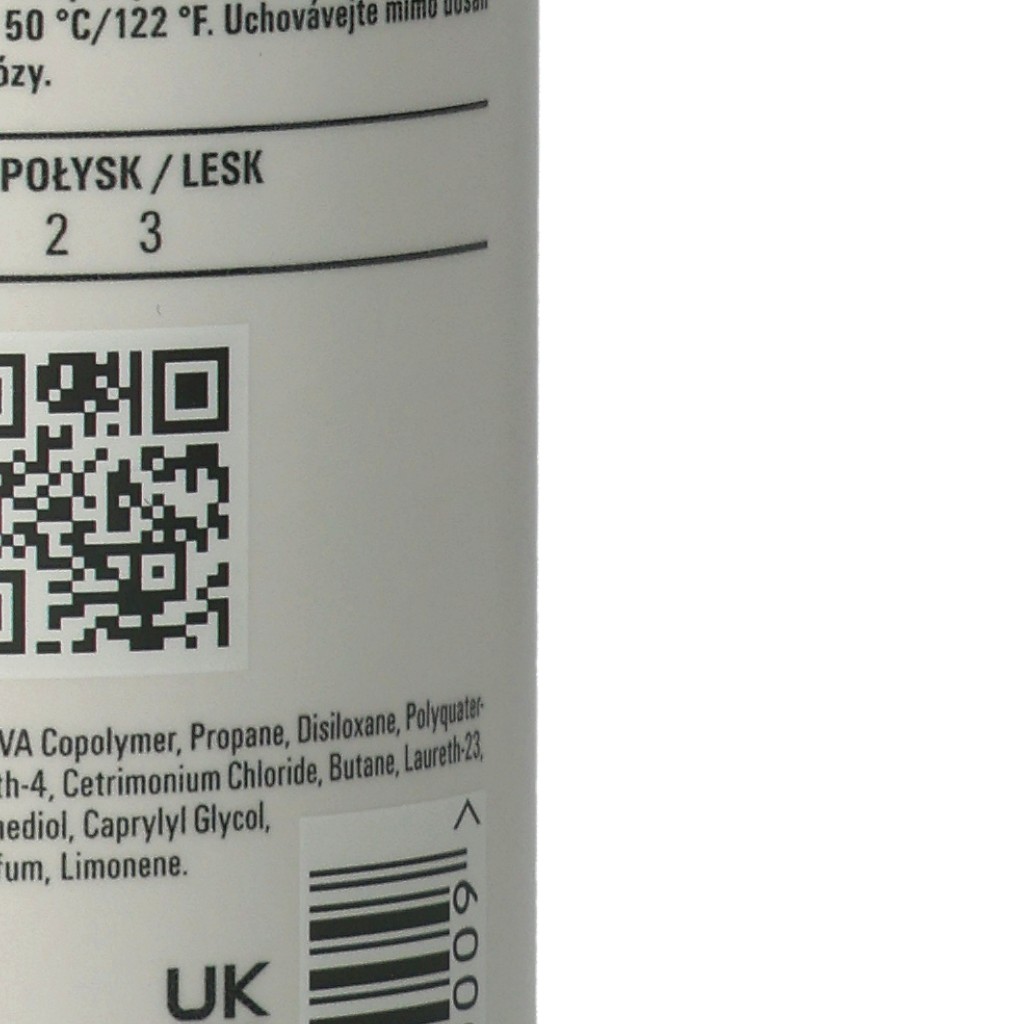 50 °C/122 °F. Uchovávejte mimo dosah
ózy.
POŁYSK / LESK
2 3
VA Copolymer, Propane, Disiloxane, Polyquater-
th-4, Cetrimonium Chloride, Butane, Laureth-23,
nediol, Caprylyl Glycol,
fum, Limonene.
<
600
UK